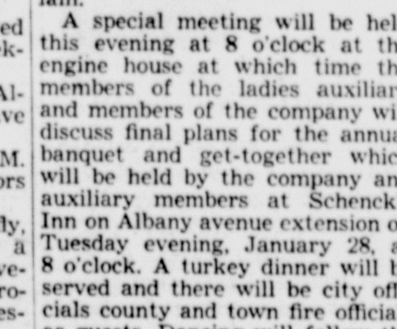 A special meeting will be hel
this evening at 8 o'clock at th
engine house at which time th
members of the ladies auxiliar
and members of the company wi
discuss final plans for the annua
banquet and get-together whic
will be held by the company an
auxiliary members at Schenck
Inn on Albany avenue extension o
Tuesday evening, January 28, a
8 o'clock. A turkey dinner will b
served and there will be city off
cials county and town fire officia